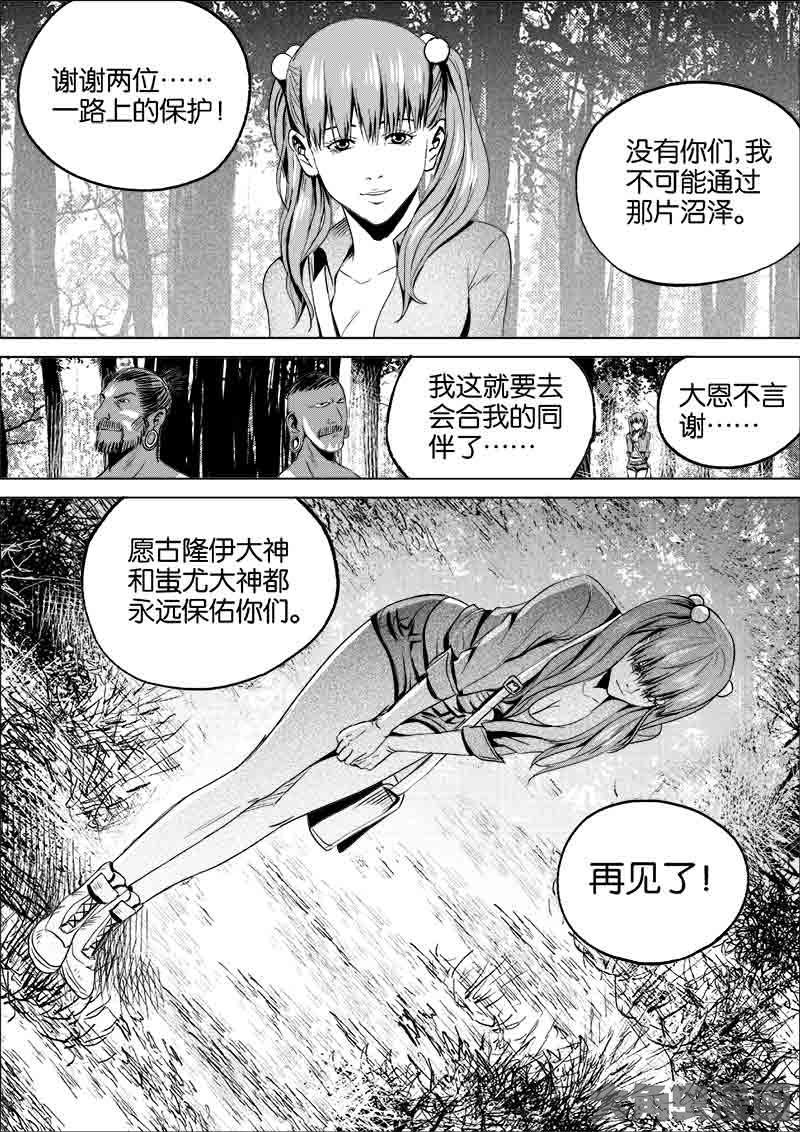 谢谢两位……
一路上的保护！
没有你们，我
不可能通过
那片沼泽。
我这就要去
会合我的同
伴了……
大恩不言
谢……
愿古隆伊大神
和蚩尤大神都
永远保佑你们。
再见了！